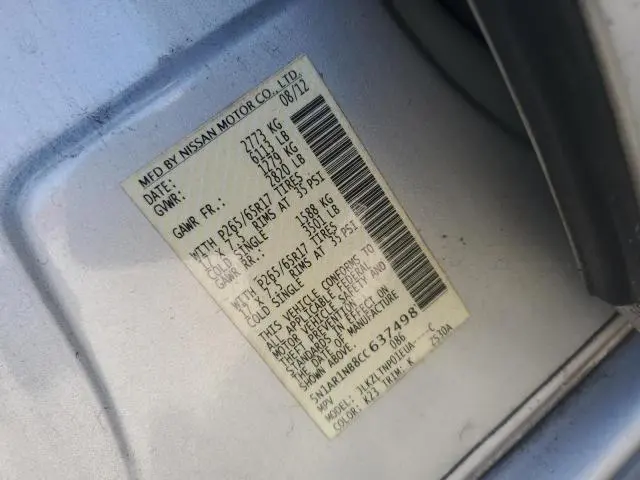 MFD BY NISSAN MOTOR CO., LTD.
DATE: 08/12
GVWR: 2773 KG
6113 LB
GAWR FR.: 1279 KG
2820 LB
WITH P265/65R17 TIRES
17 X 7.5 RIMS AT 35 PSI
COLD SINGLE
GAWR RR.: 1588 KG
3501 LB
WITH P265/65R17 TIRES
17 X 7.5 RIMS AT 35 PSI
COLD SINGLE
THIS VEHICLE CONFORMS TO
ALL APPLICABLE FEDERAL
MOTOR VEHICLE SAFETY AND
THEFT PREVENTION
STANDARDS IN EFFECT ON
THE DATE OF MANUFACTURE
SHOWN ABOVE.
5N1AR1NB8CC 637498
MPV 086
MODEL: JLKZLTNP01EUA----C
COLOR: K23 TRIM: K ZS70A